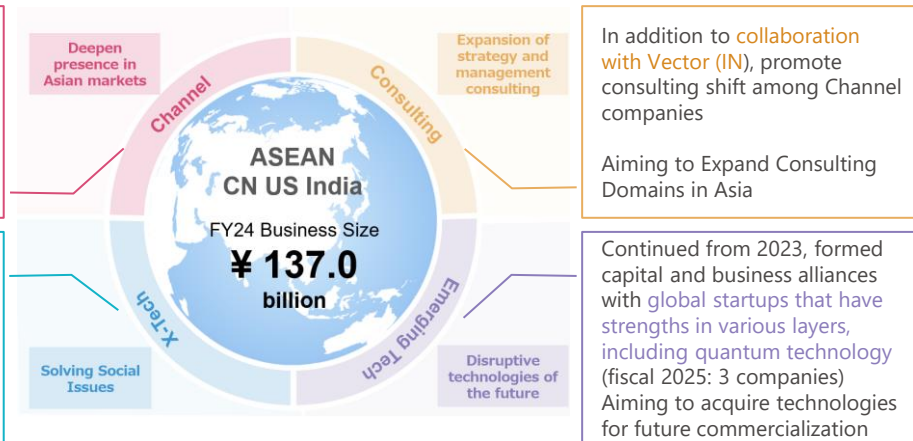 Deepen
presence in
Asian markets
Channel
Consulting
Expansion of
strategy and
management
consulting
In addition to collaboration
with Vector (IN), promote
consulting shift among Channel
companies
Aiming to Expand Consulting
Domains in Asia
ASEAN
CN US India
FY24 Business Size
¥ 137.0
billion
X-Tech
Emerging Tech
Solving Social
Issues
Disruptive
technologies of
the future
Continued from 2023, formed
capital and business alliances
with global startups that have
strengths in various layers,
including quantum technology
(fiscal 2025: 3 companies)
Aiming to acquire technologies
for future commercialization